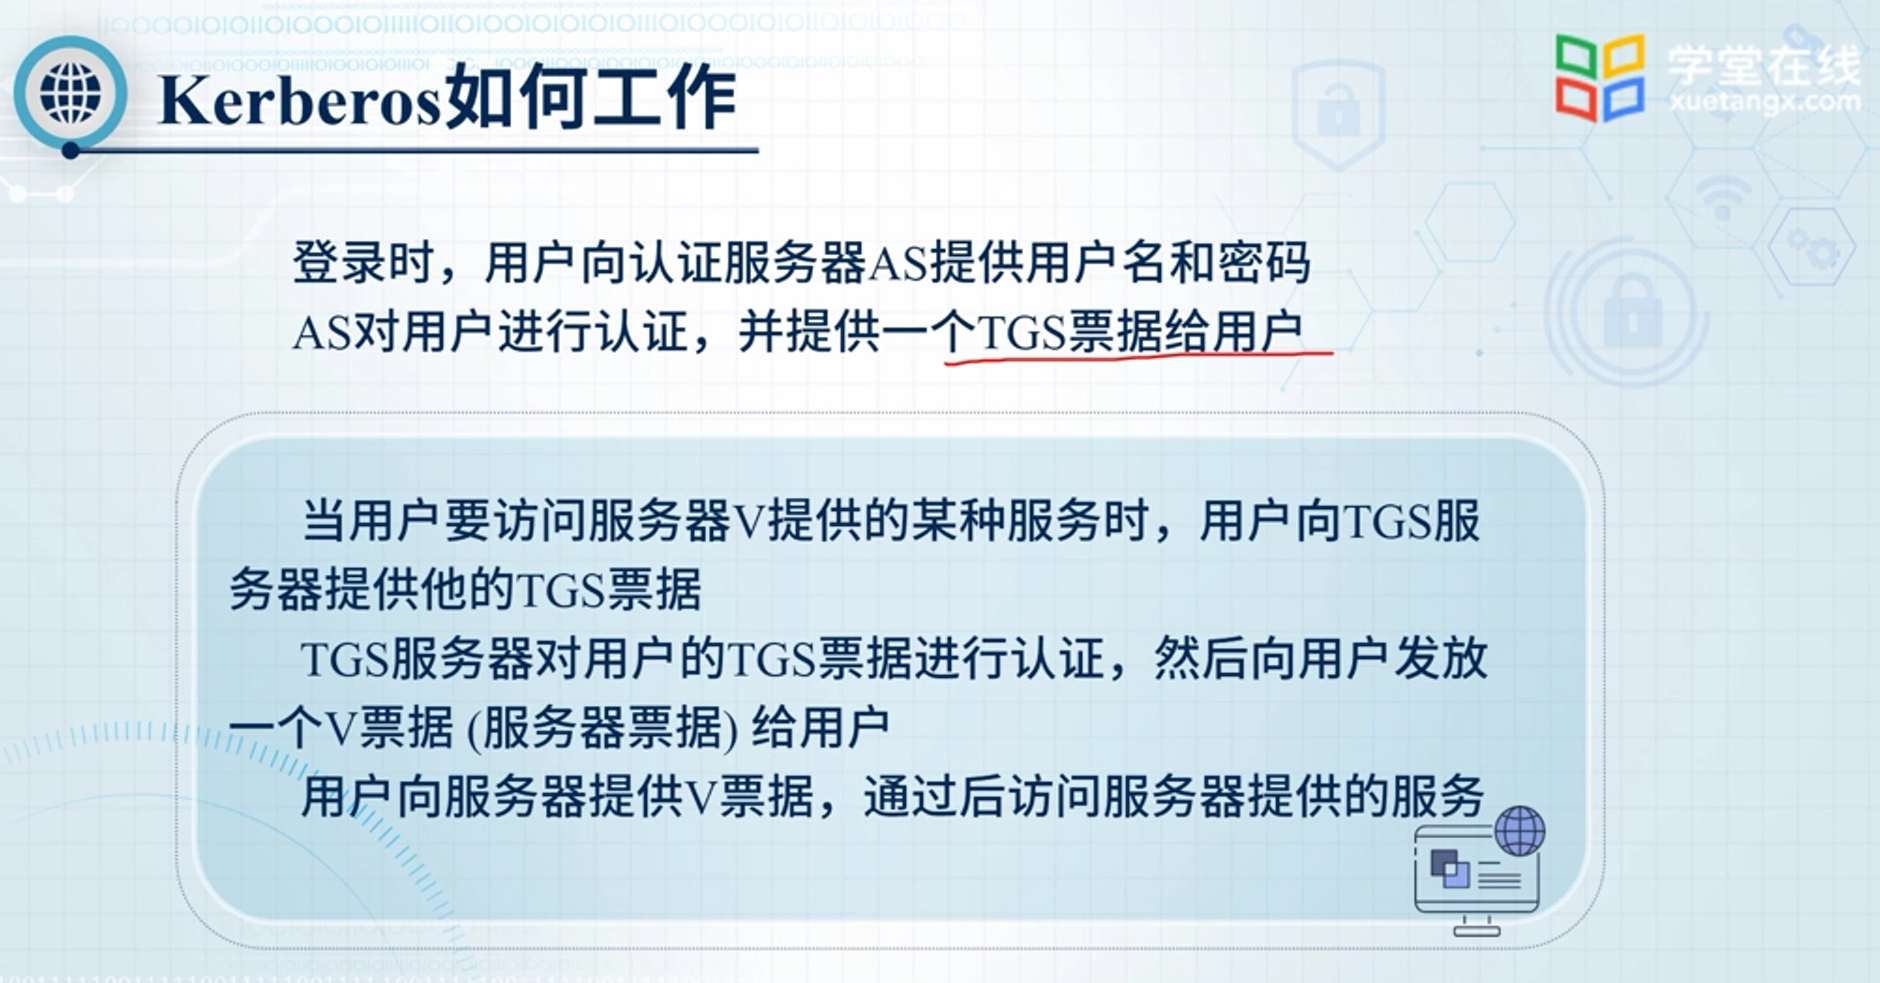 Kerberos如何工作
学堂在线
xuetangx.com
登录时，用户向认证服务器AS提供用户名和密码
AS对用户进行认证，并提供一个TGS票据给用户
当用户要访问服务器V提供的某种服务时，用户向TGS服
务器提供他的TGS票据
TGS服务器对用户的TGS票据进行认证，然后向用户发放
一个V票据 (服务器票据) 给用户
用户向服务器提供V票据，通过后访问服务器提供的服务